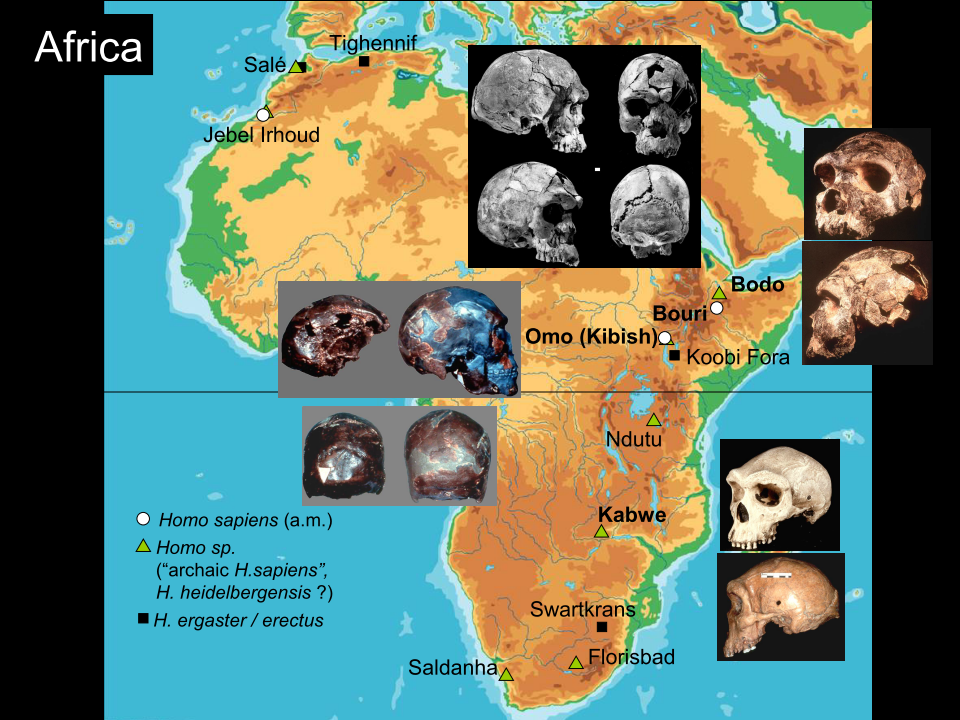 Africa
Tighennif
Salé
Jebel Irhoud
Bodo
Bouri
Omo (Kibish)
Koobi Fora
Ndutu
Kabwe
Homo sapiens (a.m.)
Homo sp.
(“archaic H.sapiens”,
H. heidelbergensis ?)
H. ergaster / erectus
Swartkrans
Florisbad
Saldanha